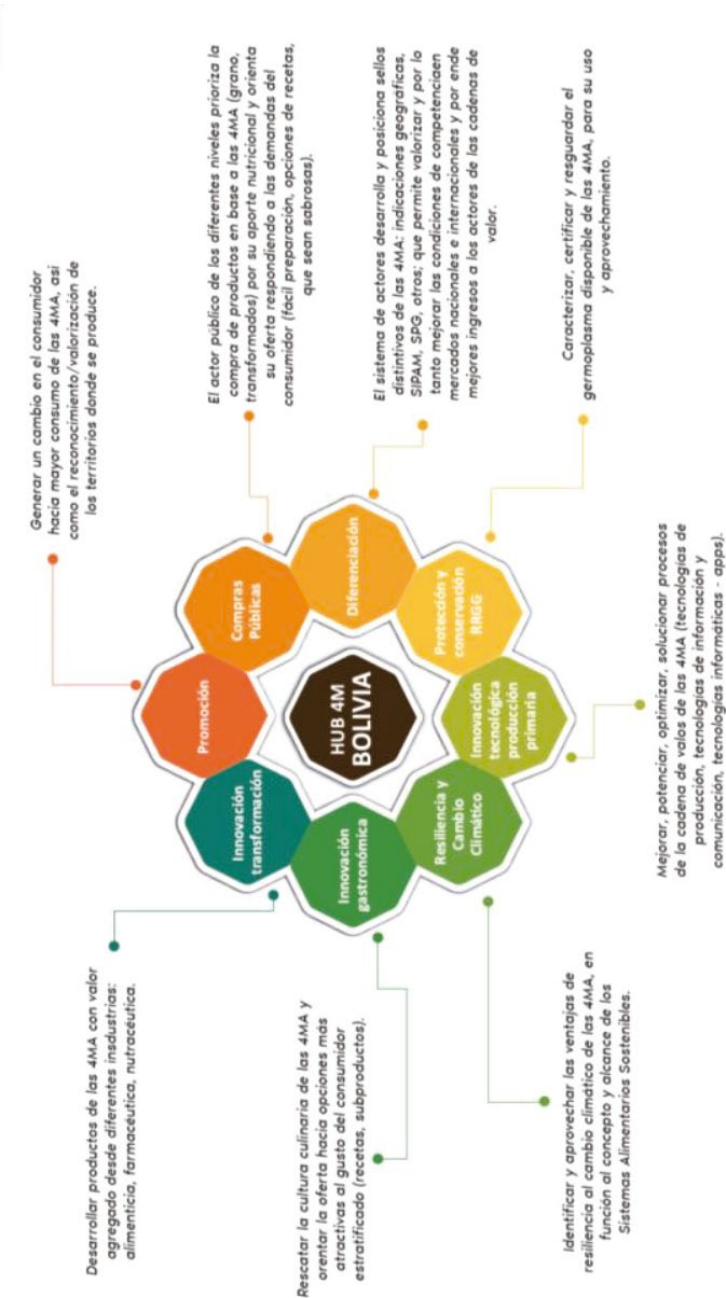 Generar un cambio en el consumidor
hacia mayor consumo de las 4MA, así
como el reconocimiento/valorización de
los territorios donde se produce.
El actor público de los diferentes niveles prioriza la
compra de productos en base a las 4MA (grano,
transformados) por su aporte nutricional y orienta
su oferta respondiendo a las demandas del
consumidor (fácil preparación, opciones de recetas,
que sean sabrosas).
El sistema de actores desarrolla y posiciona sellos
distintivos de las 4MA: indicaciones geográficas,
SIPAM, SPG, otros; que permite valorizar y por lo
tanto mejorar las condiciones de competenciaen
mercados nacionales e internacionales y por ende
mejores ingresos a los actores de las cadenas de
valor.
Caracterizar, certificar y resguardar el
germoplasma disponible de las 4MA, para su uso
y aprovechamiento.
Mejorar, potenciar, optimizar, solucionar procesos
de la cadena de valos de las 4MA (tecnologías de
producción, tecnologías de información y
comunicación, tecnologías informáticas - apps).
Identificar y aprovechar las ventajas de
resiliencia al cambio climático de las 4MA, en
función al concepto y alcance de los
Sistemas Alimentarios Sostenibles.
Rescatar la cultura culinaria de las 4MA y
orentar la oferta hacia opciones más
atractivas al gusto del consumidor
estratificado (recetas, subproductos).
Desarrollar productos de las 4MA con valor
agregado desde diferentes insdustrias:
alimenticia, farmacéutica, nutracéutica.
Promoción
Compras
Públicas
Diferenciación
Protección y
conservación
RRGG
Innovación
tecnológica
producción
primaria
Resiliencia y
Cambio
Climático
Innovación
gastronómica
Innovación
transformación
HUB 4M
BOLIVIA